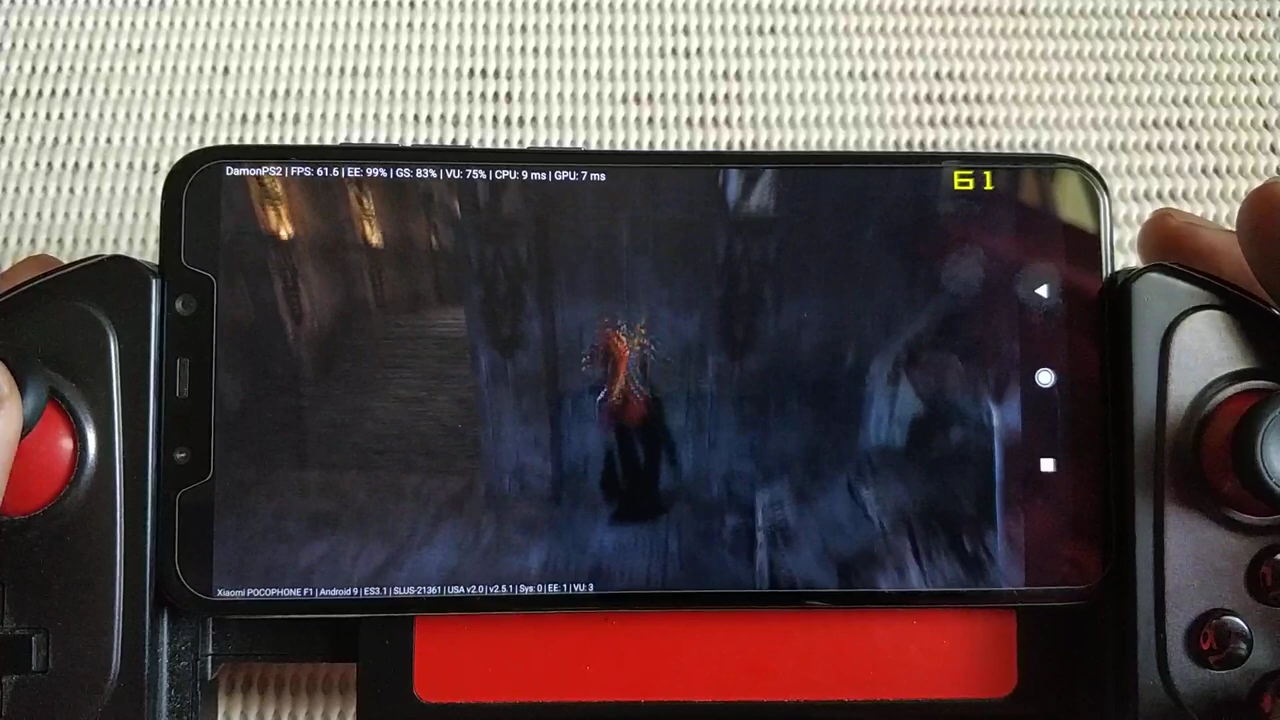 DamonPS2 | FPS: 61.6 | EE: 99% | GS: 83% | VU: 75% | CPU: 9 ms | GPU: 7 ms
61
Xiaomi POCOPHONE F1 | Android 9 | ES3.1 | SLUS-21361 | USA v2.0 | v2.5.1 | Sys: 0 | EE: 1 | VU: 3